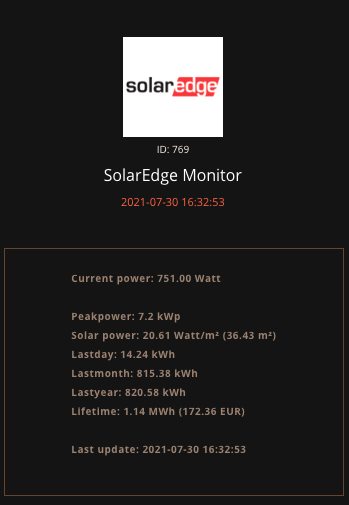 solaredge
ID: 769
SolarEdge Monitor
2021-07-30 16:32:53
Current power: 751.00 Watt
Peakpower: 7.2 kWp
Solar power: 20.61 Watt/m² (36.43 m²)
Lastday: 14.24 kWh
Lastmonth: 815.38 kWh
Lastyear: 820.58 kWh
Lifetime: 1.14 MWh (172.36 EUR)
Last update: 2021-07-30 16:32:53